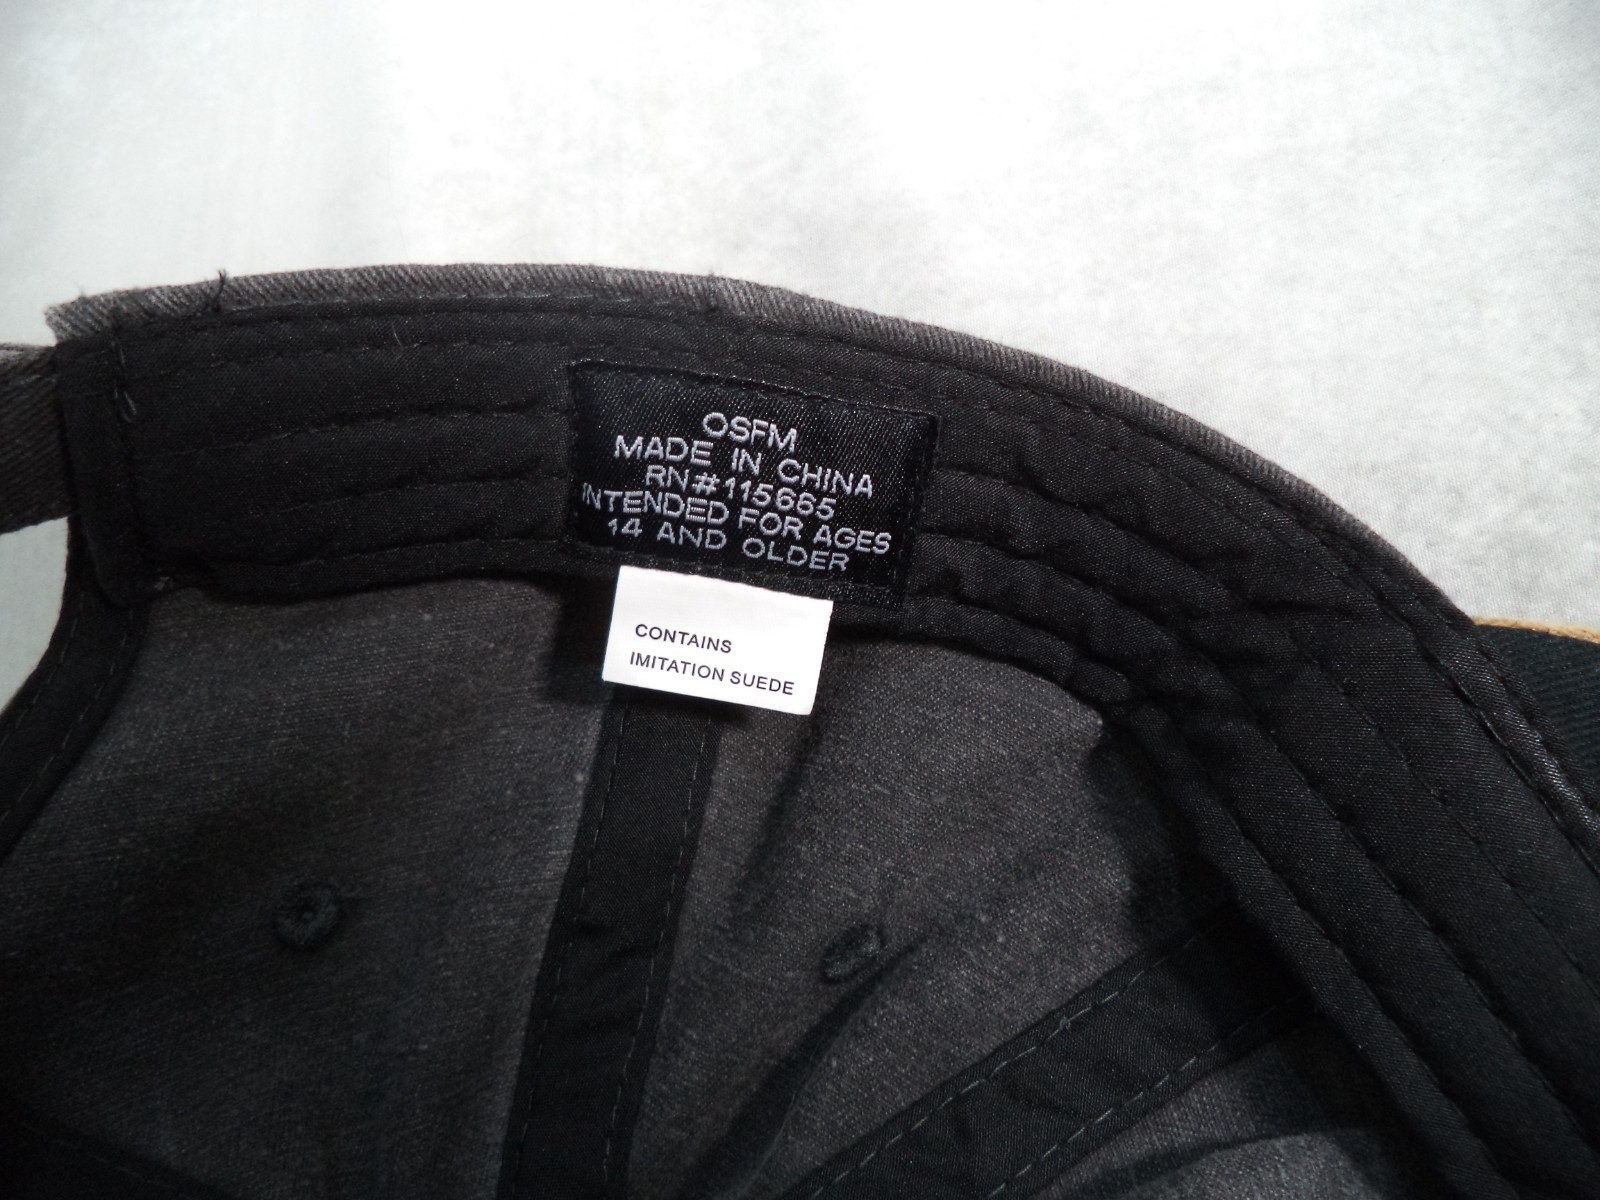 OSFM
MADE IN CHINA
RN#115665
INTENDED FOR AGES
14 AND OLDER
CONTAINS
IMITATION SUEDE